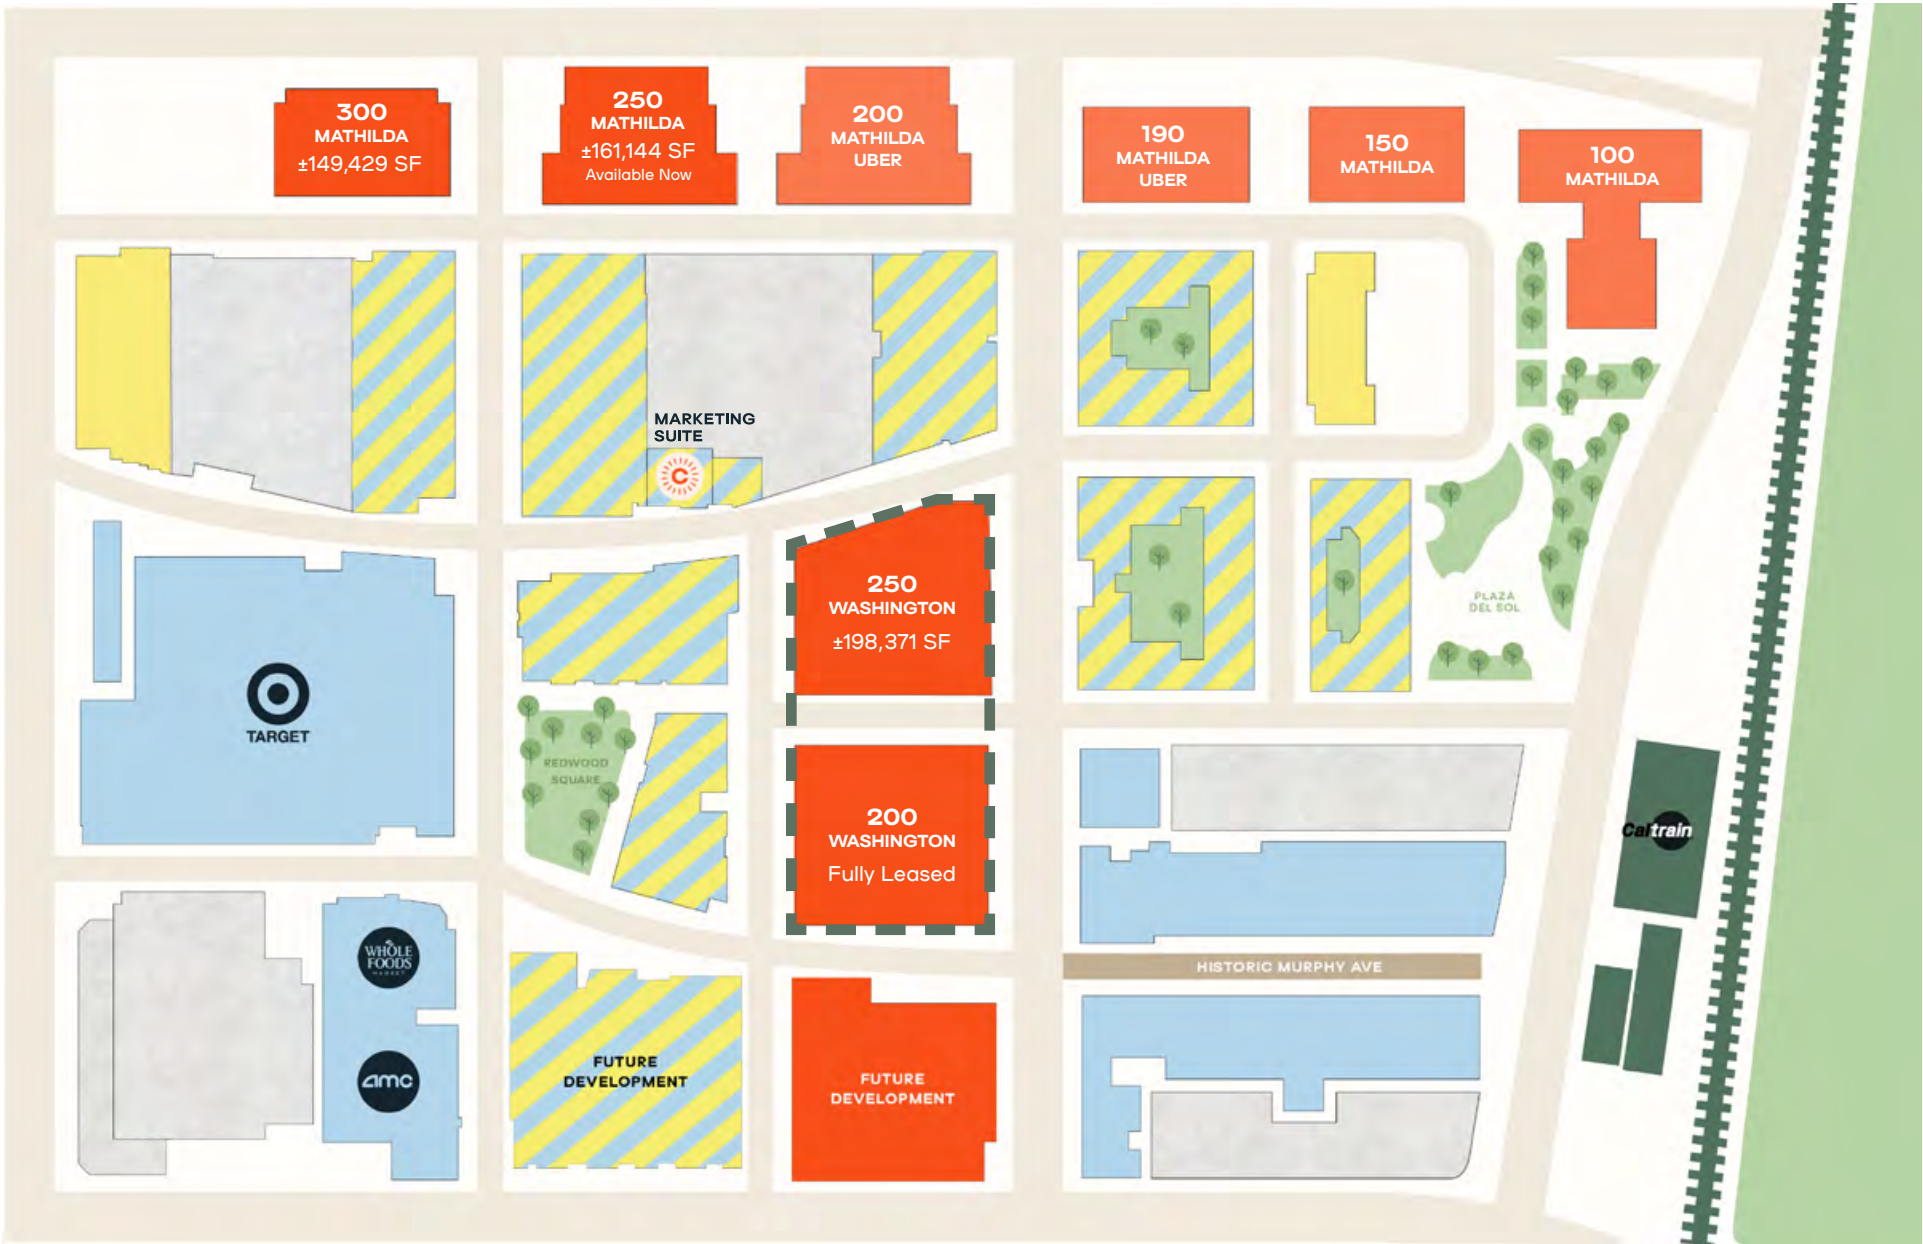 300
MATHILDA
±149,429 SF
250
MATHILDA
±161,144 SF
Available Now
200
MATHILDA
UBER
190
MATHILDA
UBER
150
MATHILDA
100
MATHILDA
MARKETING
SUITE
C
250
WASHINGTON
±198,371 SF
PLAZA
DEL SOL
TARGET
REDWOOD
SQUARE
200
WASHINGTON
Fully Leased
Caltrain
WHOLE
FOODS
MARKET
HISTORIC MURPHY AVE
amc
FUTURE
DEVELOPMENT
FUTURE
DEVELOPMENT